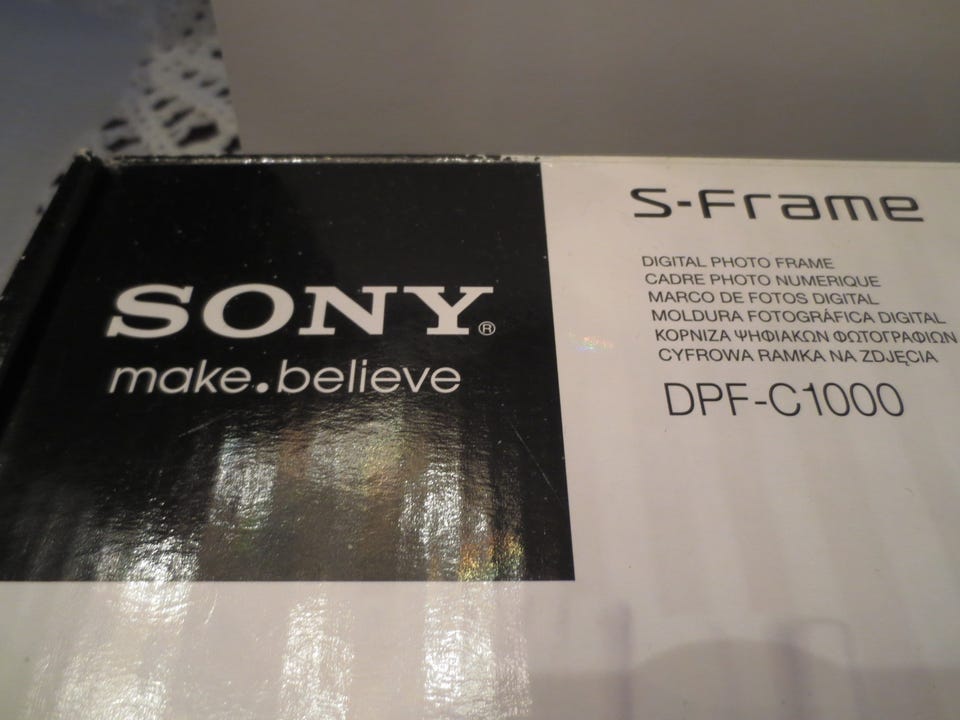 SONY®
make.believe
S-Frame
DIGITAL PHOTO FRAME
CADRE PHOTO NUMERIQUE
MARCO DE FOTOS DIGITAL
MOLDURA FOTOGRÁFICA DIGITAL
ΚΟΡΝΙΖΑ ΨΗΦΙΑΚΩΝ ΦΩΤΟΓΡΑΦΙΩΝ
CYFROWA RAMKA NA ZDJĘCIA
DPF-C1000